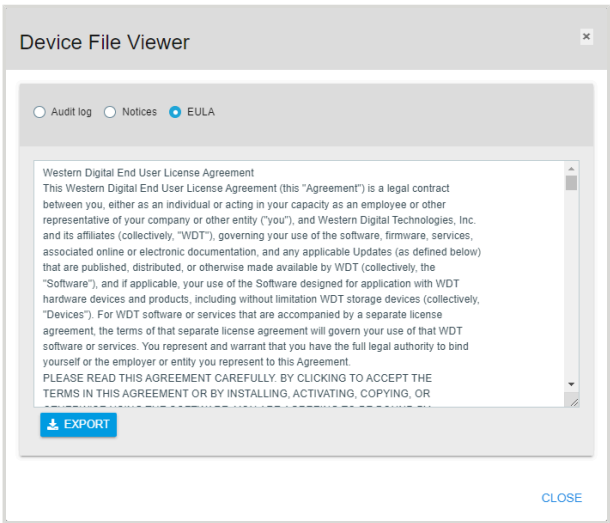 Device File Viewer
Audit log Notices EULA
Western Digital End User License Agreement
This Western Digital End User License Agreement (this "Agreement") is a legal contract
between you, either as an individual or acting in your capacity as an employee or other
representative of your company or other entity ("you"), and Western Digital Technologies, Inc.
and its affiliates (collectively, "WDT"), governing your use of the software, firmware, services,
associated online or electronic documentation, and any applicable Updates (as defined below)
that are published, distributed, or otherwise made available by WDT (collectively, the
"Software"), and if applicable, your use of the Software designed for application with WDT
hardware devices and products, including without limitation WDT storage devices (collectively,
"Devices"). For WDT software or services that are accompanied by a separate license
agreement, the terms of that separate license agreement will govern your use of that WDT
software or services. You represent and warrant that you have the full legal authority to bind
yourself or the employer or entity you represent to this Agreement.
PLEASE READ THIS AGREEMENT CAREFULLY. BY CLICKING TO ACCEPT THE
TERMS IN THIS AGREEMENT OR BY INSTALLING, ACTIVATING, COPYING, OR
EXPORT
CLOSE